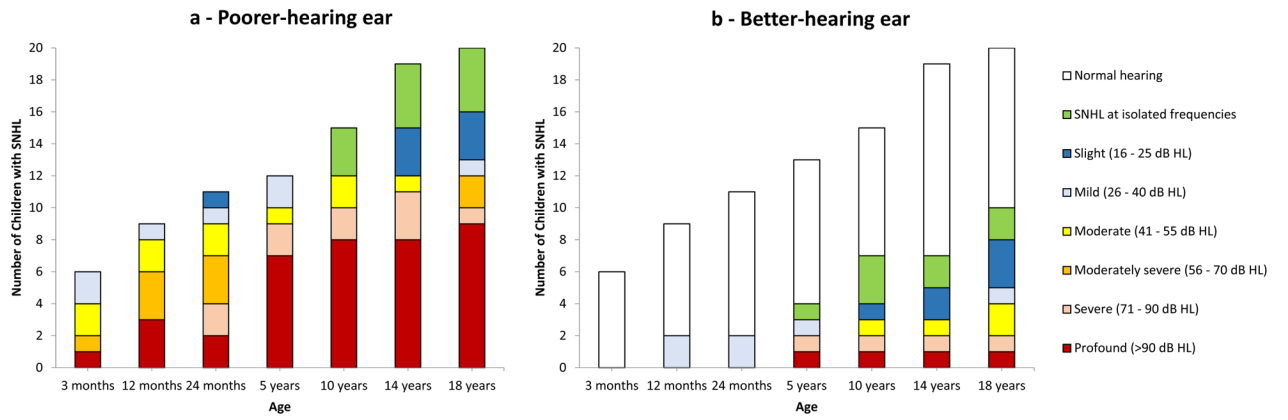 a - Poorer-hearing ear
Number of Children with SNHL
20
18
16
14
12
10
8
6
4
2
0
3 months
12 months
24 months
5 years
10 years
14 years
18 years
Age
b - Better-hearing ear
Number of Children with SNHL
20
18
16
14
12
10
8
6
4
2
0
3 months
12 months
24 months
5 years
10 years
14 years
18 years
Age
Normal hearing
SNHL at isolated frequencies
Slight (16 - 25 dB HL)
Mild (26 - 40 dB HL)
Moderate (41 - 55 dB HL)
Moderately severe (56 - 70 dB HL)
Severe (71 - 90 dB HL)
Profound (>90 dB HL)